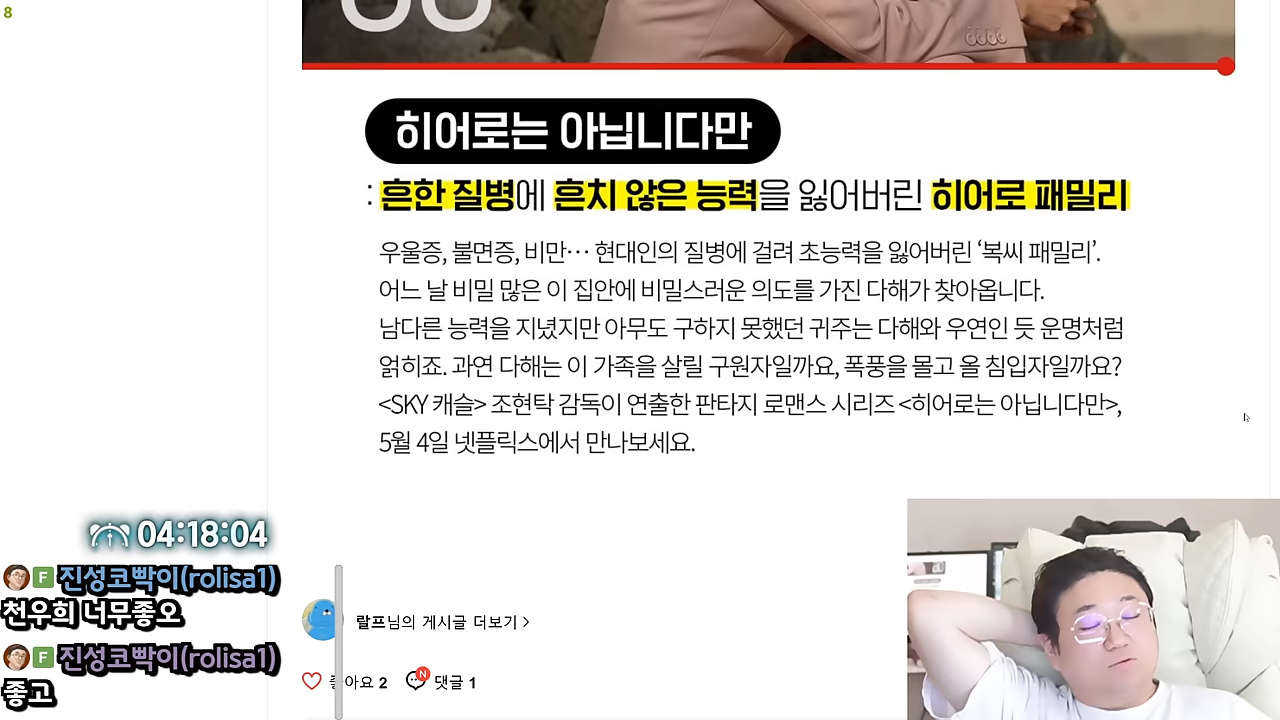 8
히어로는 아닙니다만
: 흔한 질병에 흔치 않은 능력을 잃어버린 히어로 패밀리
우울증, 불면증, 비만… 현대인의 질병에 걸려 초능력을 잃어버린 ‘복씨 패밀리’.
어느 날 비밀 많은 이 집안에 비밀스러운 의도를 가진 다해가 찾아옵니다.
남다른 능력을 지녔지만 아무도 구하지 못했던 귀주는 다해와 우연인 듯 운명처럼
얽히죠. 과연 다해는 이 가족을 살릴 구원자일까요, 폭풍을 몰고 올 침입자일까요?
<SKY 캐슬> 조현탁 감독이 연출한 판타지 로맨스 시리즈 <히어로는 아닙니다만>,
5월 4일 넷플릭스에서 만나보세요.
04:18:04
F 진성코빡이(rolisa1)
천우희 너무좋오
F 진성코빡이(rolisa1)
좋고
랄프님의 게시글 더보기 >
좋아요 2 N 댓글 1